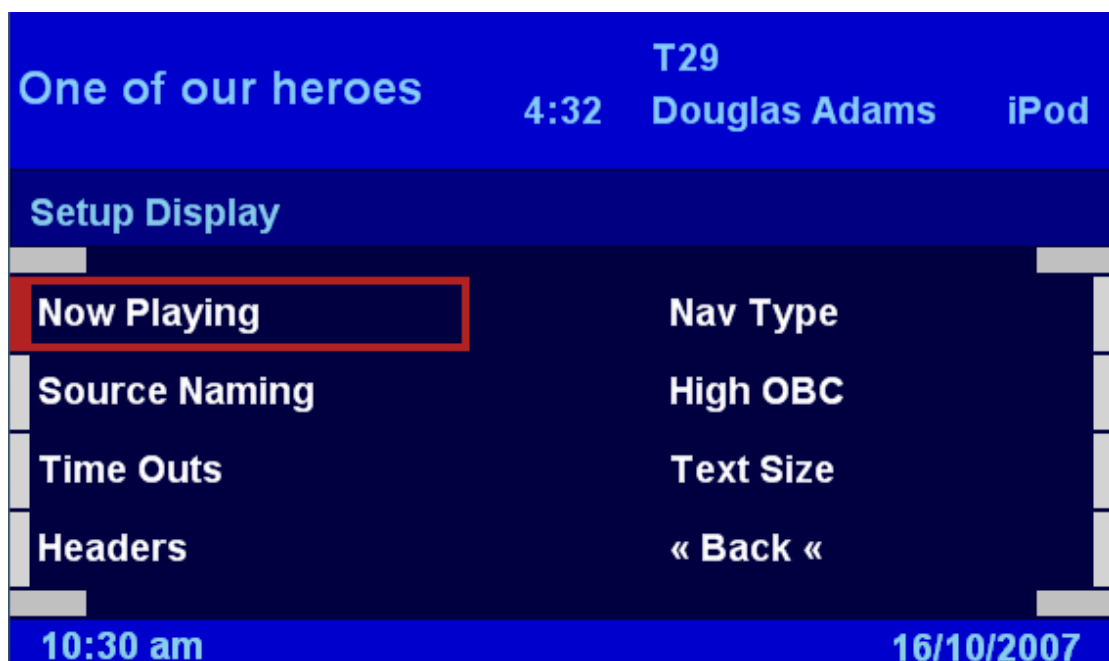 One of our heroes
T29
4:32 Douglas Adams iPod
Setup Display
Now Playing Nav Type
Source Naming High OBC
Time Outs Text Size
Headers « Back «
10:30 am 16/10/2007